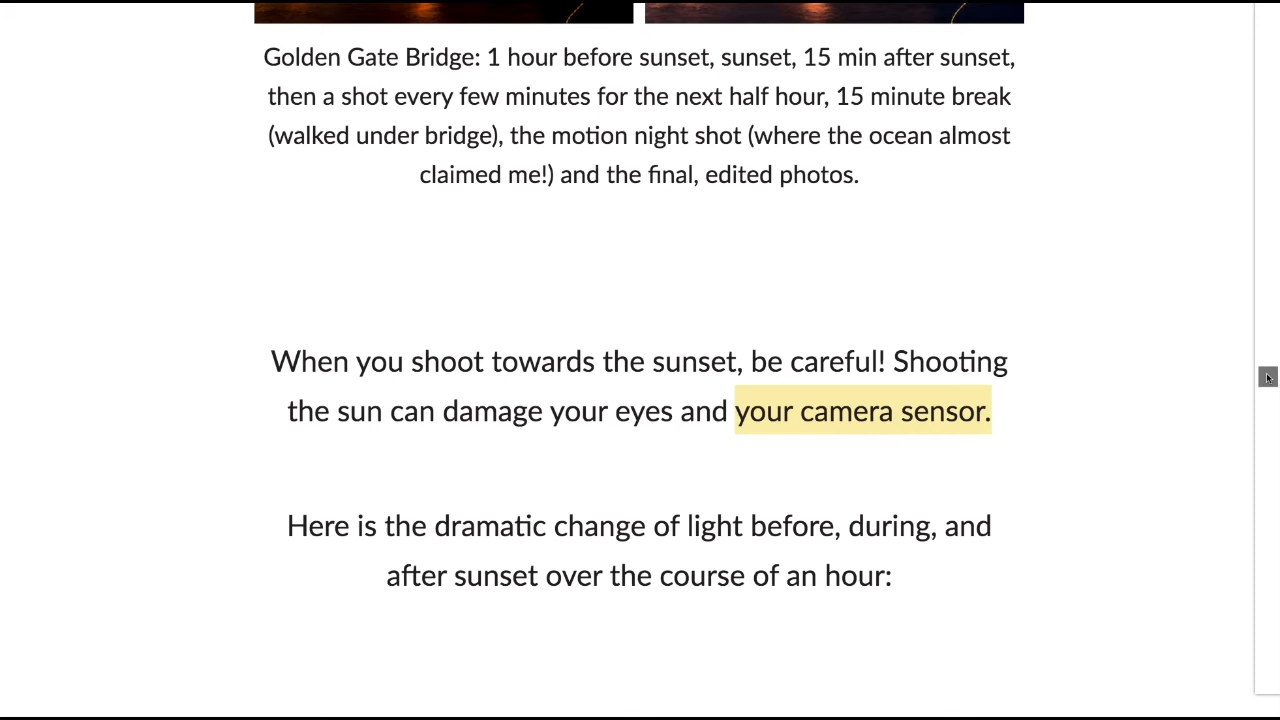 Golden Gate Bridge: 1 hour before sunset, sunset, 15 min after sunset,
then a shot every few minutes for the next half hour, 15 minute break
(walked under bridge), the motion night shot (where the ocean almost
claimed me!) and the final, edited photos.
When you shoot towards the sunset, be careful! Shooting
the sun can damage your eyes and your camera sensor.
Here is the dramatic change of light before, during, and
after sunset over the course of an hour: